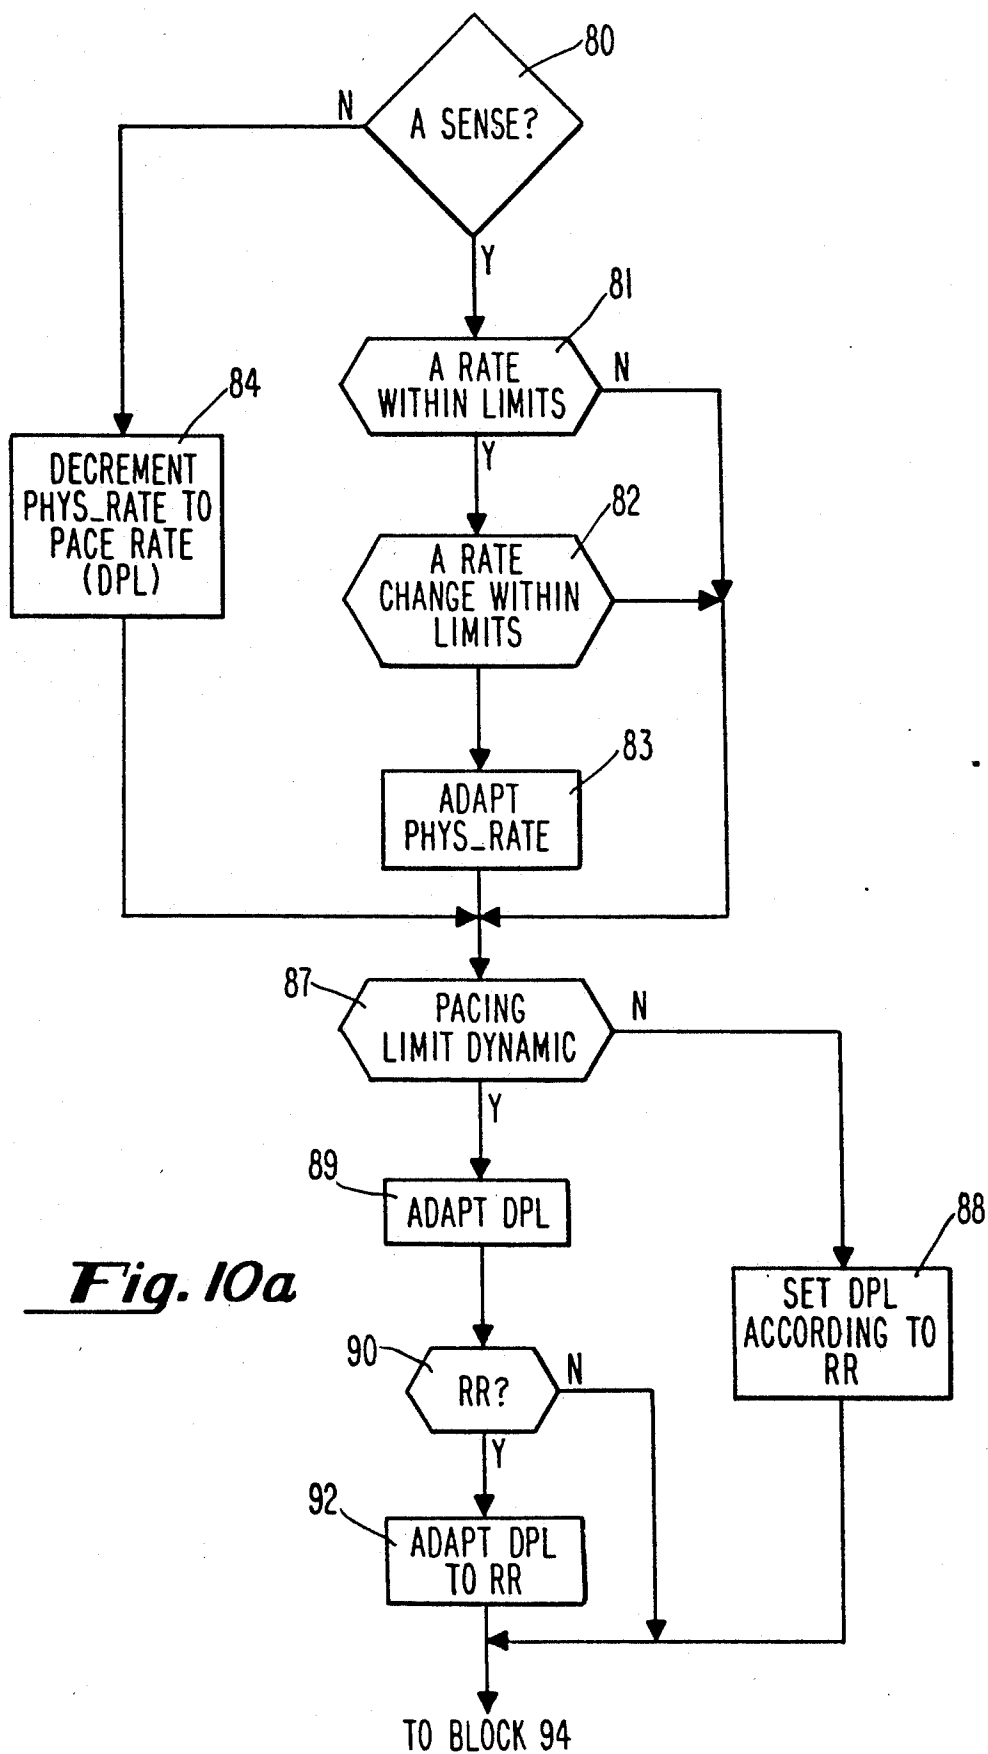 80
N
A SENSE?
Y
81
A RATE
WITHIN LIMITS
N
84
Y
DECREMENT
PHYS_RATE TO
PACE RATE
(DPL)
82
A RATE
CHANGE WITHIN
LIMITS
83
ADAPT
PHYS_RATE
87
PACING
LIMIT DYNAMIC
N
Y
89
ADAPT DPL
88
SET DPL
ACCORDING TO
RR
Fig. 10a
90
RR?
N
Y
92
ADAPT DPL
TO RR
TO BLOCK 94